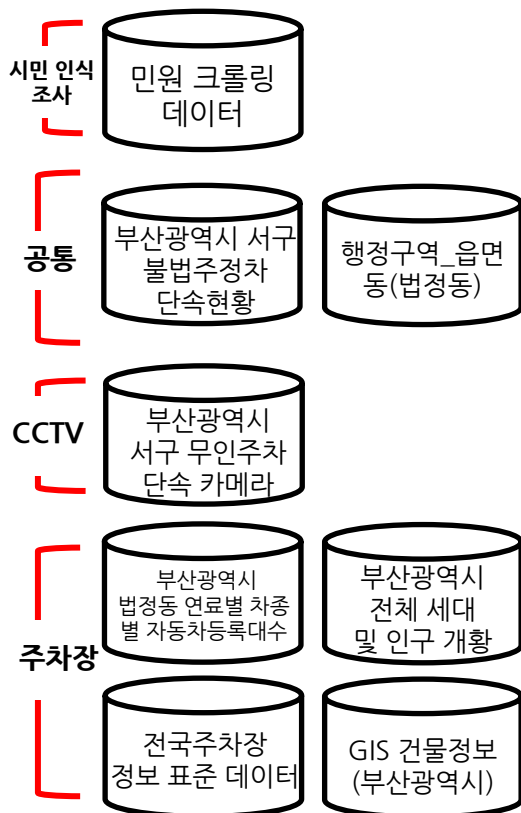 시민 인식
조사
민원 크롤링
데이터
공통
부산광역시 서구
불법주정차
단속현황
행정구역_읍면
동(법정동)
CCTV
부산광역시
서구 무인주차
단속 카메라
주차장
부산광역시
법정동 연료별 차종
별 자동차등록대수
부산광역시
전체 세대
및 인구 개황
전국주차장
정보 표준 데이터
GIS 건물정보
(부산광역시)